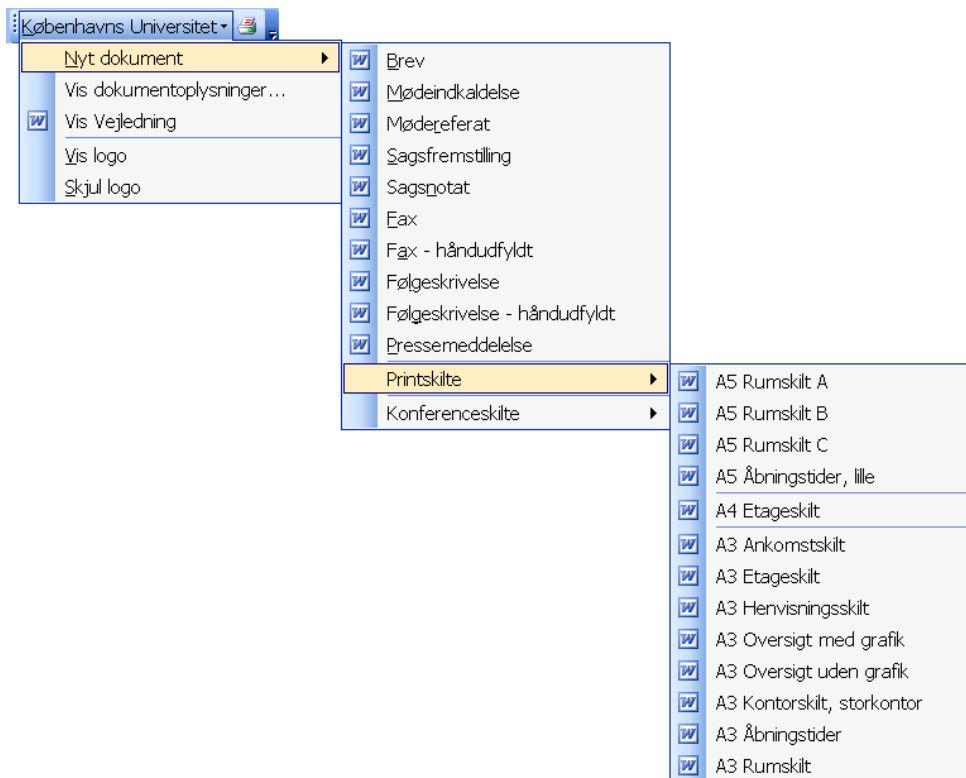 Københavns Universitet
Nyt dokument
Vis dokumentoplysninger...
Vis Vejledning
Vis logo
Skjul logo
Brev
Mødeindkaldelse
Mødereferat
Sagsfremstilling
Sagsnotat
Fax
Fax - håndudfyldt
Følgeskrivelse
Følgeskrivelse - håndudfyldt
Pressemeddelelse
Printskilte
Konferenceskilte
A5 Rumskilt A
A5 Rumskilt B
A5 Rumskilt C
A5 Åbningstider, lille
A4 Etageskilt
A3 Ankomstskilt
A3 Etageskilt
A3 Henvisningsskilt
A3 Oversigt med grafik
A3 Oversigt uden grafik
A3 Kontorskilt, storkontor
A3 Åbningstider
A3 Rumskilt